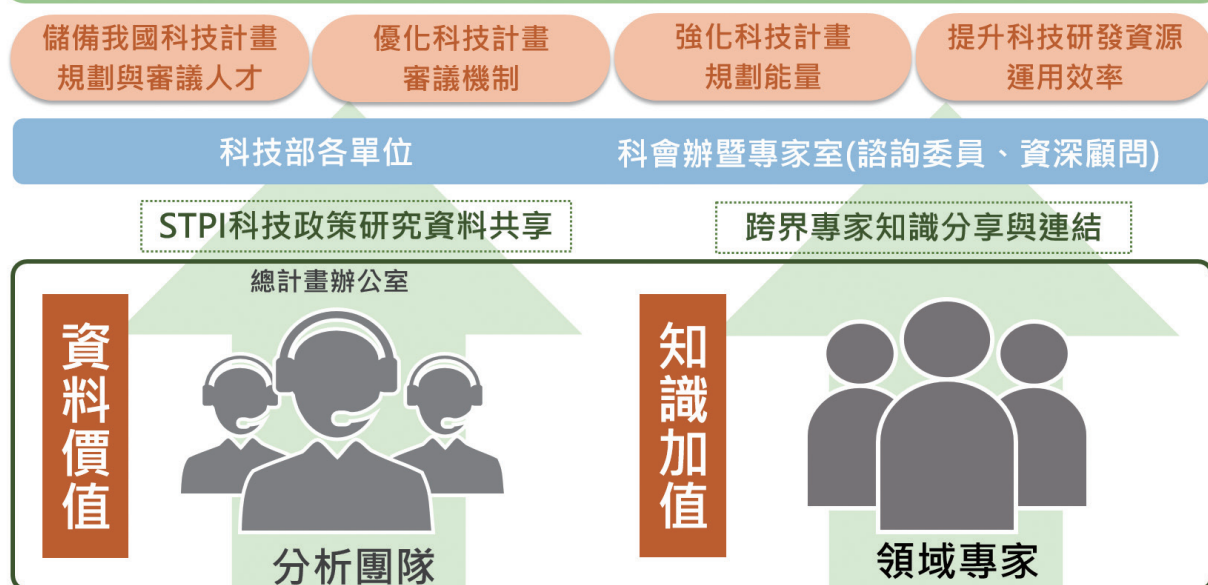 儲備我國科技計畫
規劃與審議人才
優化科技計畫
審議機制
強化科技計畫
規劃能量
提升科技研發資源
運用效率
科技部各單位
科會辦暨專家室(諮詢委員、資深顧問)
STPI科技政策研究資料共享
跨界專家知識分享與連結
總計畫辦公室
資料價值
分析團隊
知識加值
領域專家